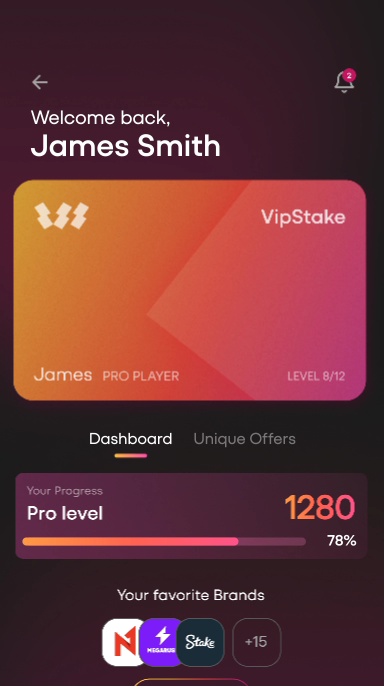 2
Welcome back,
James Smith
VipStake
James PRO PLAYER
LEVEL 8/12
Dashboard
Unique Offers
Your Progress
Pro level
1280
78%
Your favorite Brands
Stake
+15